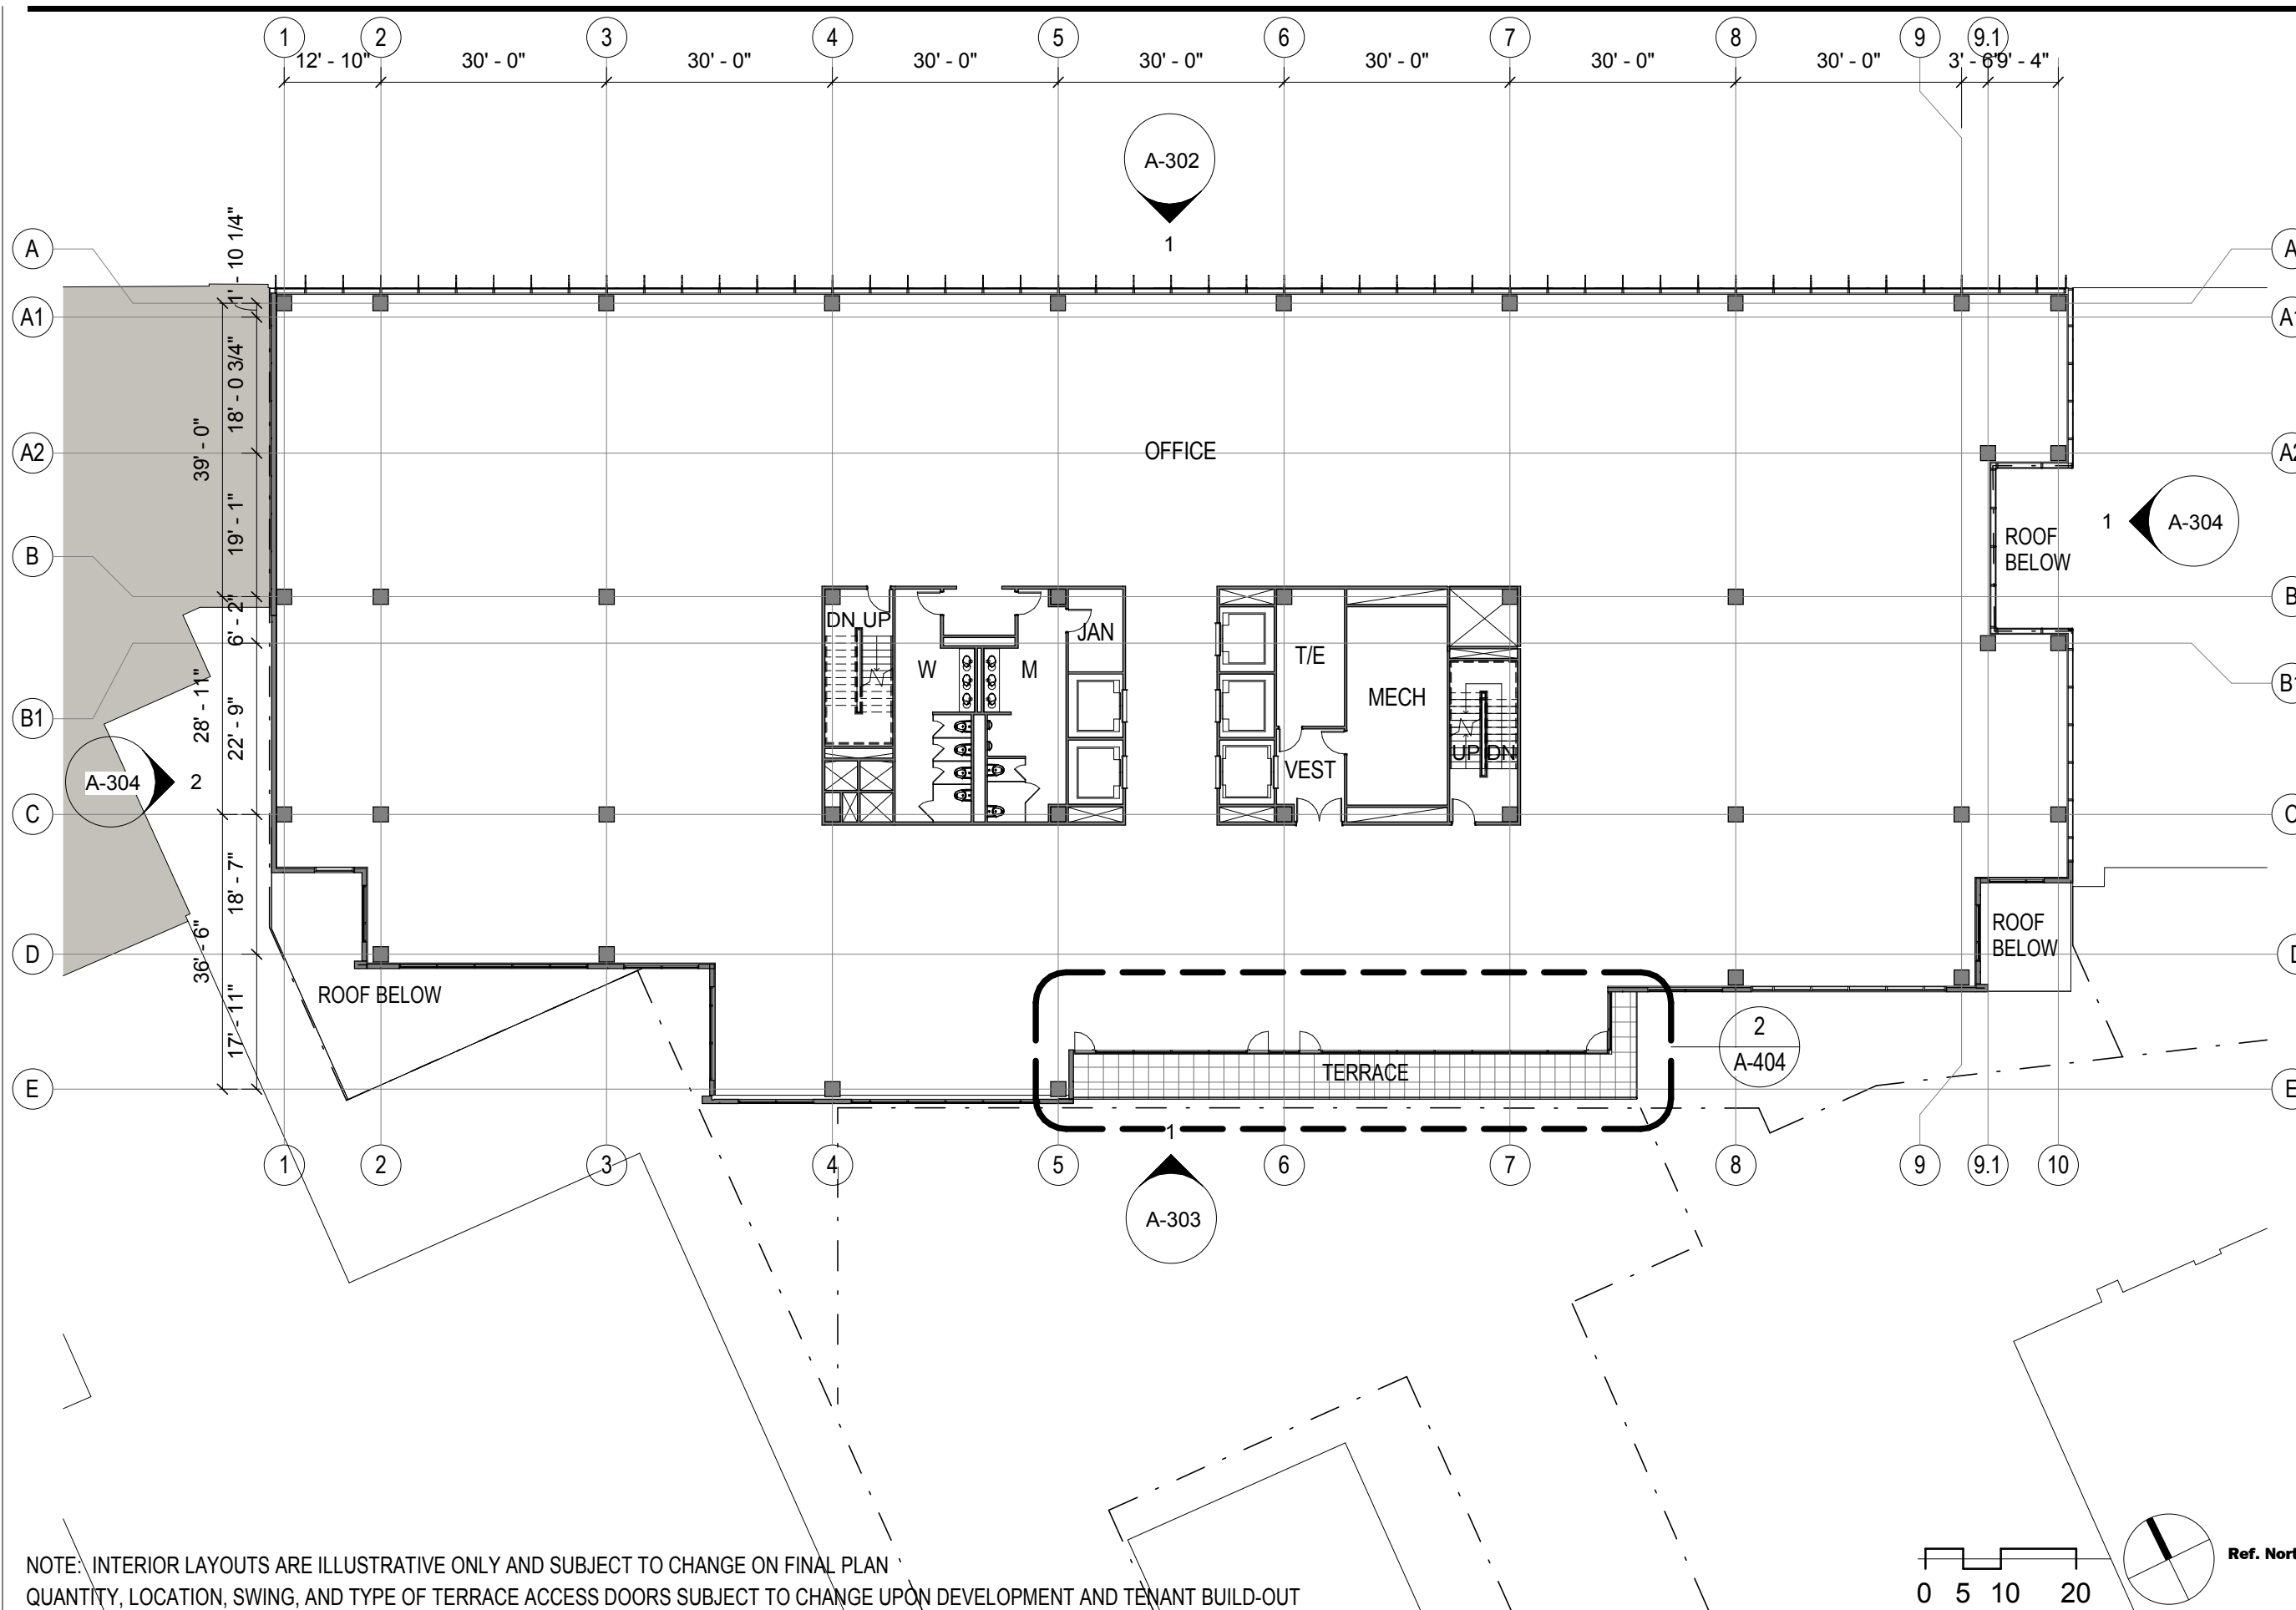 1 2 3 4 5 6 7 8 9 9.1
12' - 10" 30' - 0" 30' - 0" 30' - 0" 30' - 0" 30' - 0" 30' - 0" 30' - 0" 3' - 6" 9' - 4"
A-302
1
A
A1
A2
B
B1
C
D
E
1' - 10 1/4"
18' - 0 3/4"
39' - 0"
19' - 1"
6' - 2"
28' - 11"
22' - 9"
18' - 7"
36' - 6"
17' - 11"
A-304
2
OFFICE
DN UP
W
M
JAN
T/E
MECH
VEST
UP DN
ROOF
BELOW
1
A-304
ROOF
BELOW
ROOF BELOW
TERRACE
2
A-404
A
B
D
E
1
A-303
1 2 3 4 5 6 7 8 9 9.1 10
NOTE: INTERIOR LAYOUTS ARE ILLUSTRATIVE ONLY AND SUBJECT TO CHANGE ON FINAL PLAN
QUANTITY, LOCATION, SWING, AND TYPE OF TERRACE ACCESS DOORS SUBJECT TO CHANGE UPON DEVELOPMENT AND TENANT BUILD-OUT
0 5 10 20
Ref.